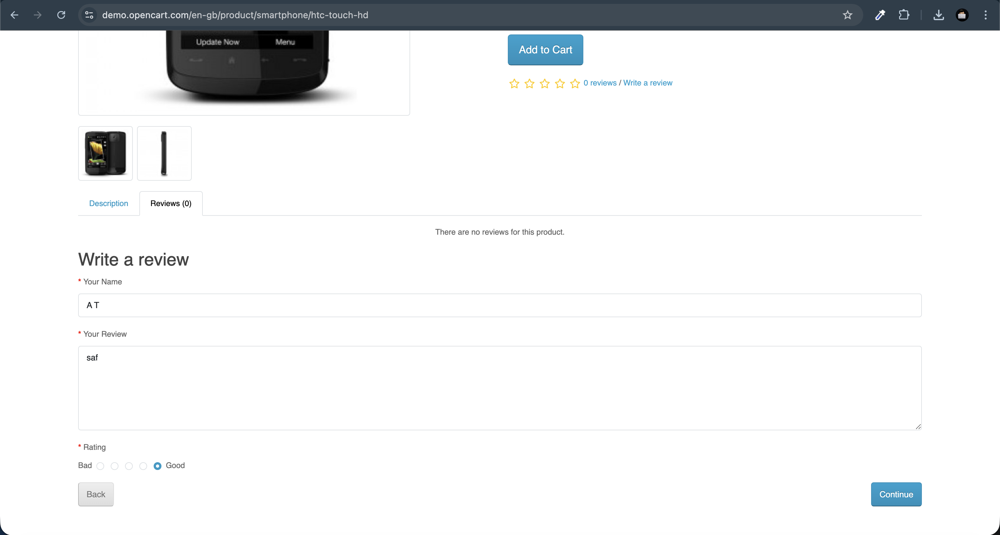 demo.opencart.com/en-gb/product/smartphone/htc-touch-hd
Update Now Menu
Add to Cart
0 reviews / Write a review
Description Reviews (0)
There are no reviews for this product.
Write a review
* Your Name
A T
* Your Review
saf
* Rating
Bad Good
Back Continue